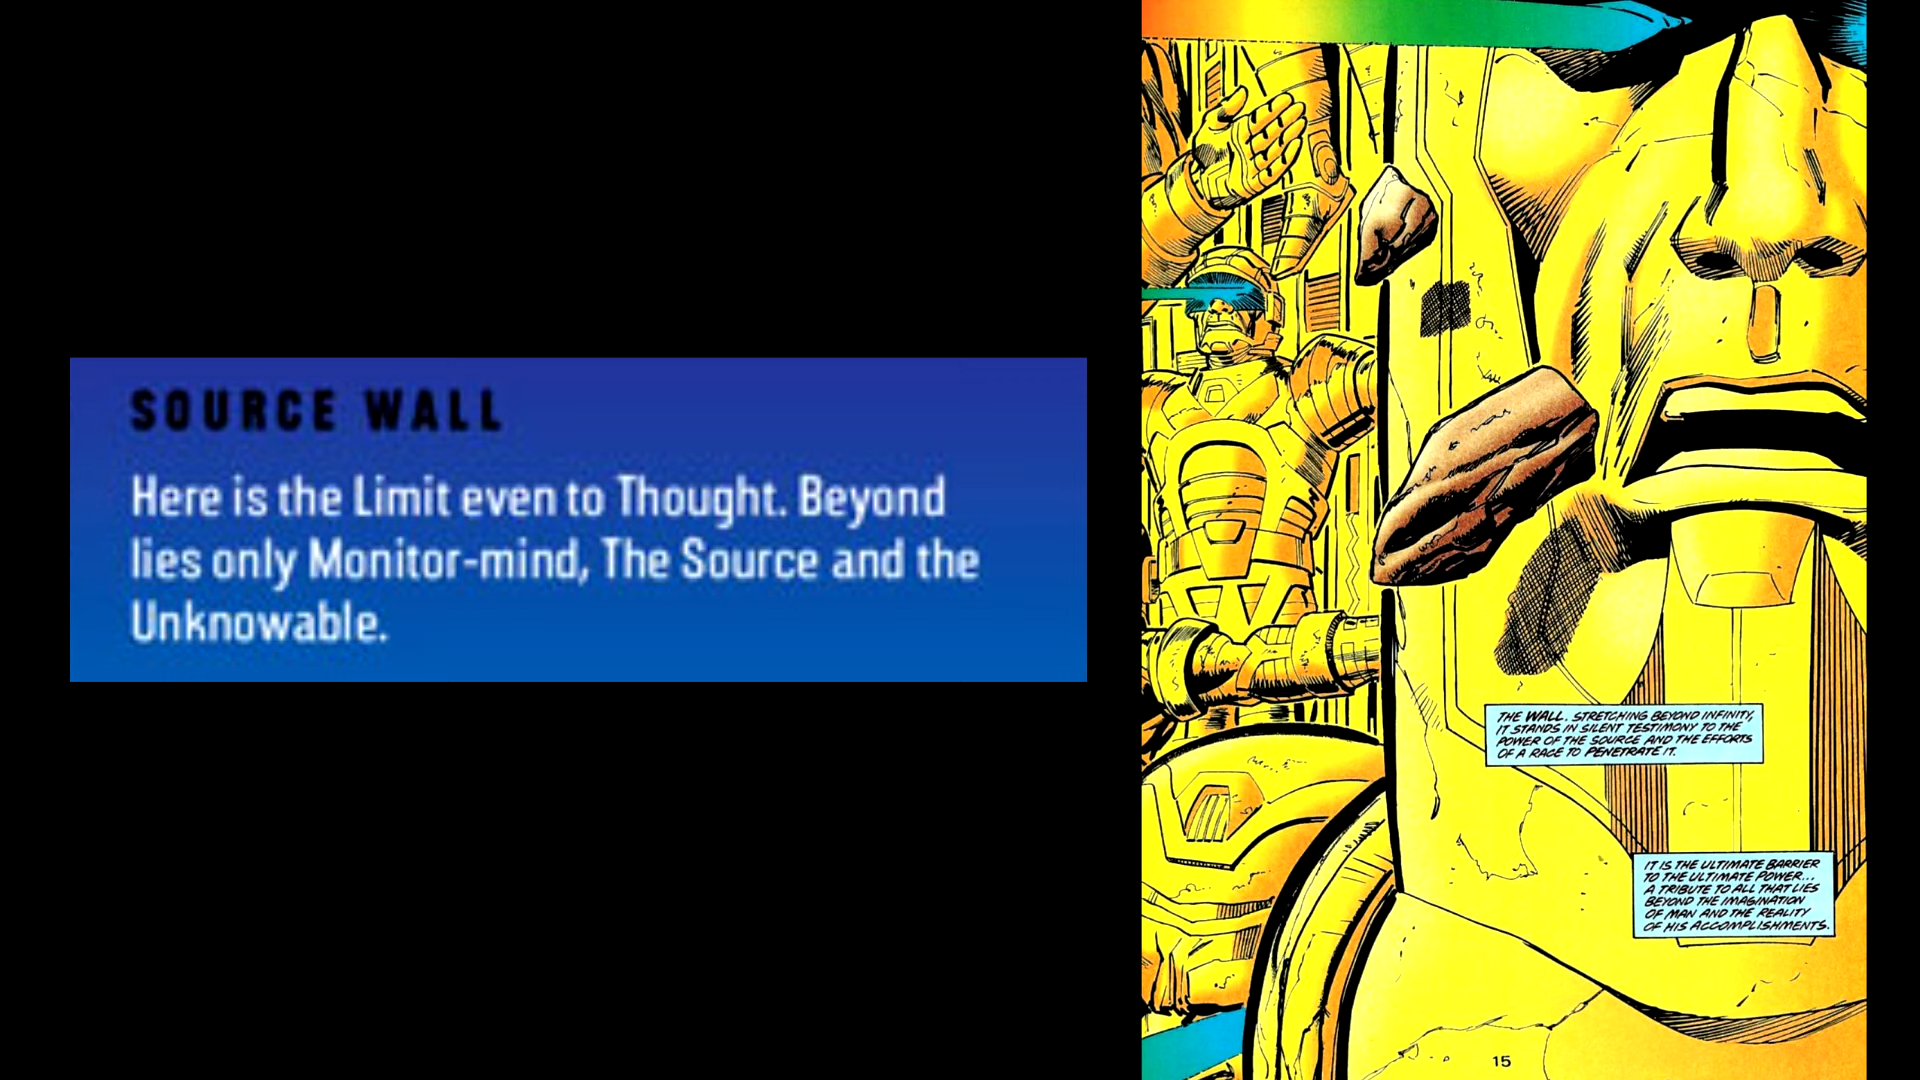 SOURCE WALL
Here is the Limit even to Thought. Beyond
lies only Monitor-mind, The Source and the
Unknowable.
THE WALL. STRETCHING BEYOND INFINITY,
IT STANDS IN SILENT TESTIMONY TO THE
POWER OF THE SOURCE AND THE EFFORTS
OF A RACE TO PENETRATE IT.
IT IS THE ULTIMATE BARRIER
TO THE ULTIMATE POWER...
A TRIBUTE TO ALL THAT LIES
BEYOND THE IMAGINATION
OF MAN AND THE REALITY
OF HIS ACCOMPLISHMENTS.
15